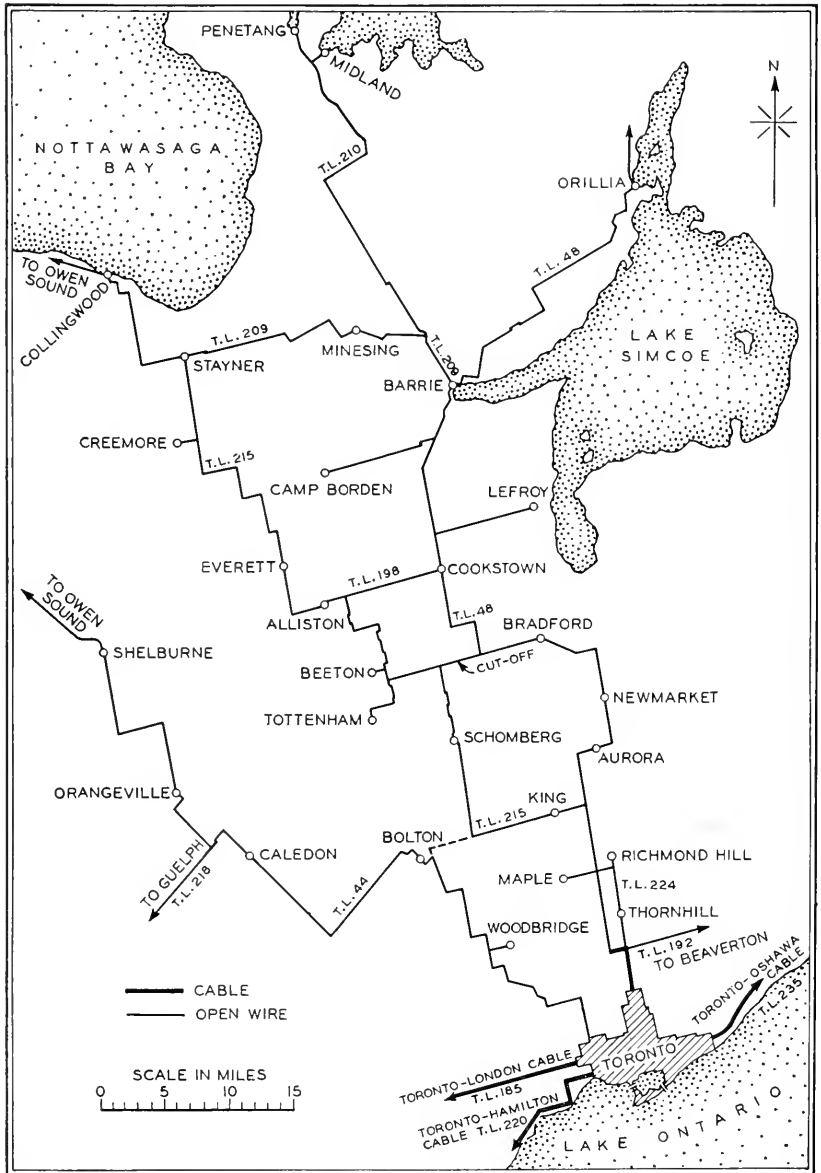 PENETANG
MIDLAND
N
NOTTAWASAGA
BAY
T.L. 210
ORILLIA
T.L. 48
TO OWEN
SOUND
COLLINGWOOD
T.L. 209
STAYNER
MINESING
T.L. 209
BARRIE
LAKE
SIMCOE
CREEMORE
T.L. 215
CAMP BORDEN
LEFROY
EVERETT
T.L. 198
COOKSTOWN
ALLISTON
T.L. 48
BRADFORD
TO OWEN
SOUND
SHELBURNE
BEETON
CUT-OFF
NEWMARKET
TOTTENHAM
SCHOMBERG
AURORA
ORANGEVILLE
KING
T.L. 215
BOLTON
CALEDON
RICHMOND HILL
MAPLE
T.L. 224
TO GUELPH
T.L. 218
T.L. 44
THORNHILL
WOODBRIDGE
T.L. 192
TO BEAVERTON
CABLE
OPEN WIRE
TORONTO-OSHAWA
CABLE
T.L. 235
SCALE IN MILES
0 5 10 15
TORONTO
TORONTO-LONDON CABLE
T.L. 185
TORONTO-HAMILTON
CABLE T.L. 220
LAKE ONTARIO